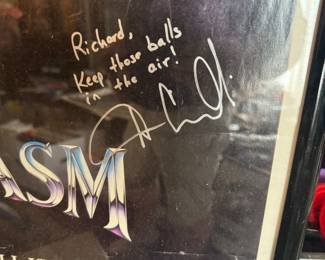 Richard,
Keep those balls
in the air!
ASM